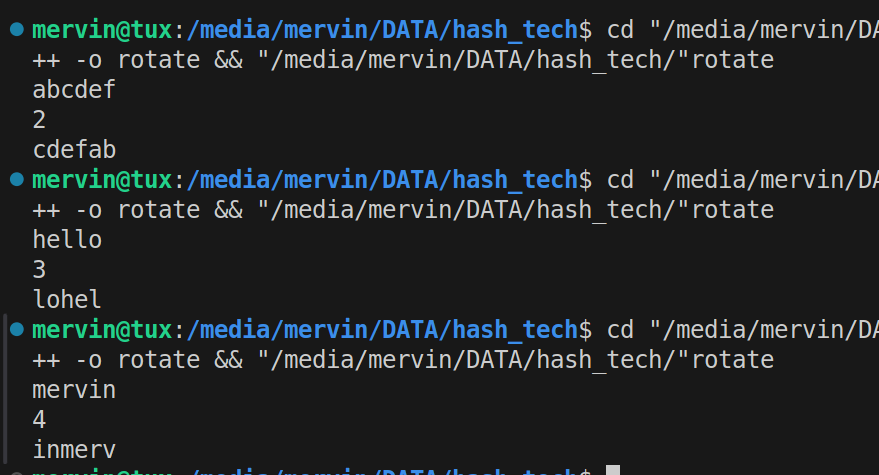 mervin@tux:/media/mervin/DATA/hash_tech$ cd "/media/mervin/DA
++ -o rotate && "/media/mervin/DATA/hash_tech/"rotate
abcdef
2
cdefab
mervin@tux:/media/mervin/DATA/hash_tech$ cd "/media/mervin/DA
++ -o rotate && "/media/mervin/DATA/hash_tech/"rotate
hello
3
lohel
mervin@tux:/media/mervin/DATA/hash_tech$ cd "/media/mervin/DA
++ -o rotate && "/media/mervin/DATA/hash_tech/"rotate
mervin
4
inmerv
mervin@tux:/media/mervin/DATA/hash_tech$